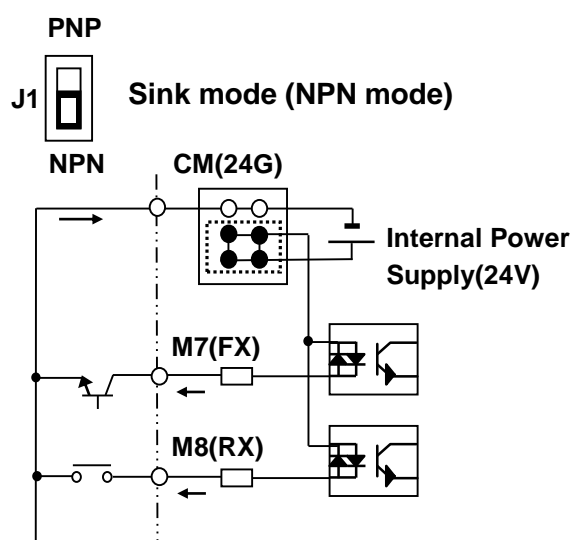 PNP
J1
Sink mode (NPN mode)
NPN
CM(24G)
Internal Power
Supply(24V)
M7(FX)
M8(RX)